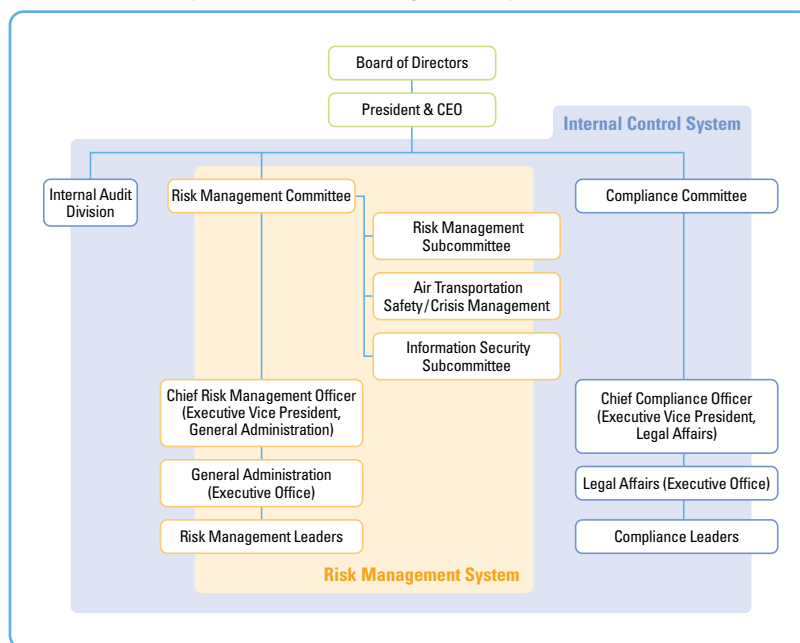 Board of Directors
President & CEO
Internal Control System
Internal Audit
Division
Risk Management Committee
Compliance Committee
Risk Management
Subcommittee
Air Transportation
Safety/Crisis Management
Information Security
Subcommittee
Chief Risk Management Officer
(Executive Vice President,
General Administration)
Chief Compliance Officer
(Executive Vice President,
Legal Affairs)
General Administration
(Executive Office)
Legal Affairs (Executive Office)
Risk Management Leaders
Compliance Leaders
Risk Management System